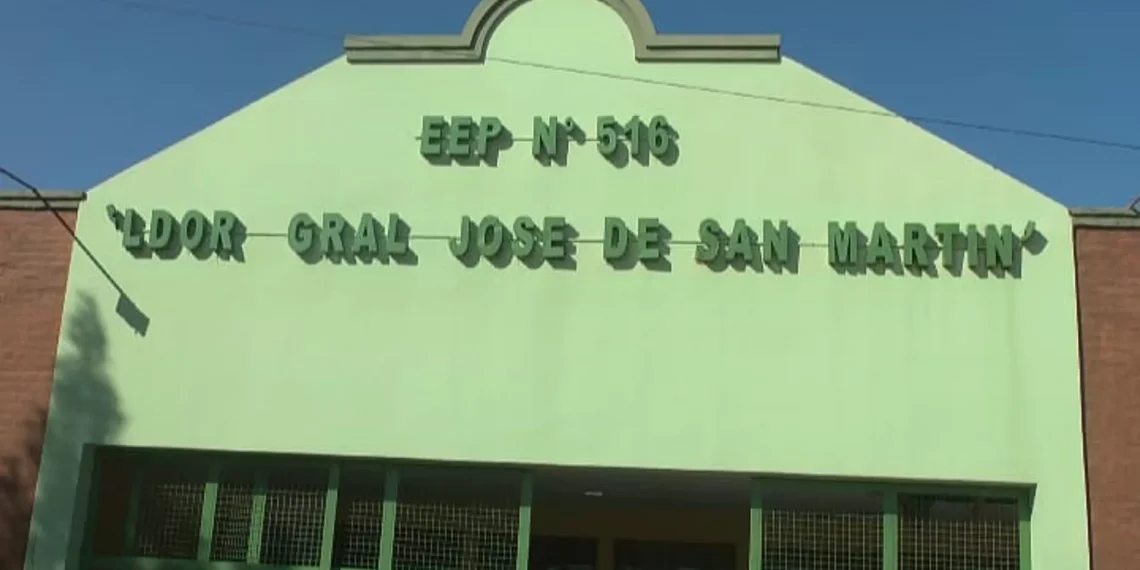 EEP N° 516
'LDOR GRAL JOSE DE SAN MARTIN'